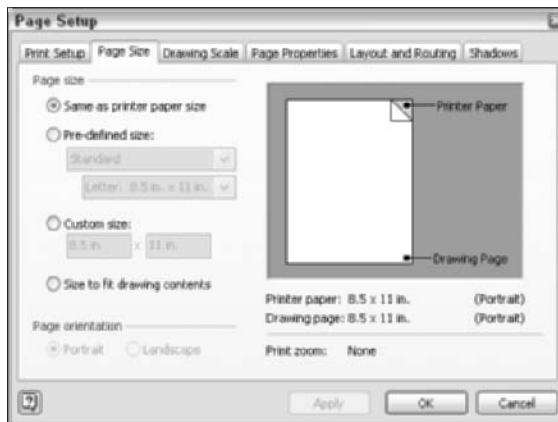 Page Setup
Print Setup Page Size Drawing Scale Page Properties Layout and Routing Shadows
Page size
Same as printer paper size
Pre-defined size:
Standard
Letter: 8.5 in. x 11 in.
Custom size:
8.5 in. x 11 in.
Size to fit drawing contents
Page orientation
Portrait Landscape
Printer Paper
Drawing Page
Printer paper: 8.5 x 11 in. (Portrait)
Drawing page: 8.5 x 11 in. (Portrait)
Print zoom: None
?
Apply OK Cancel